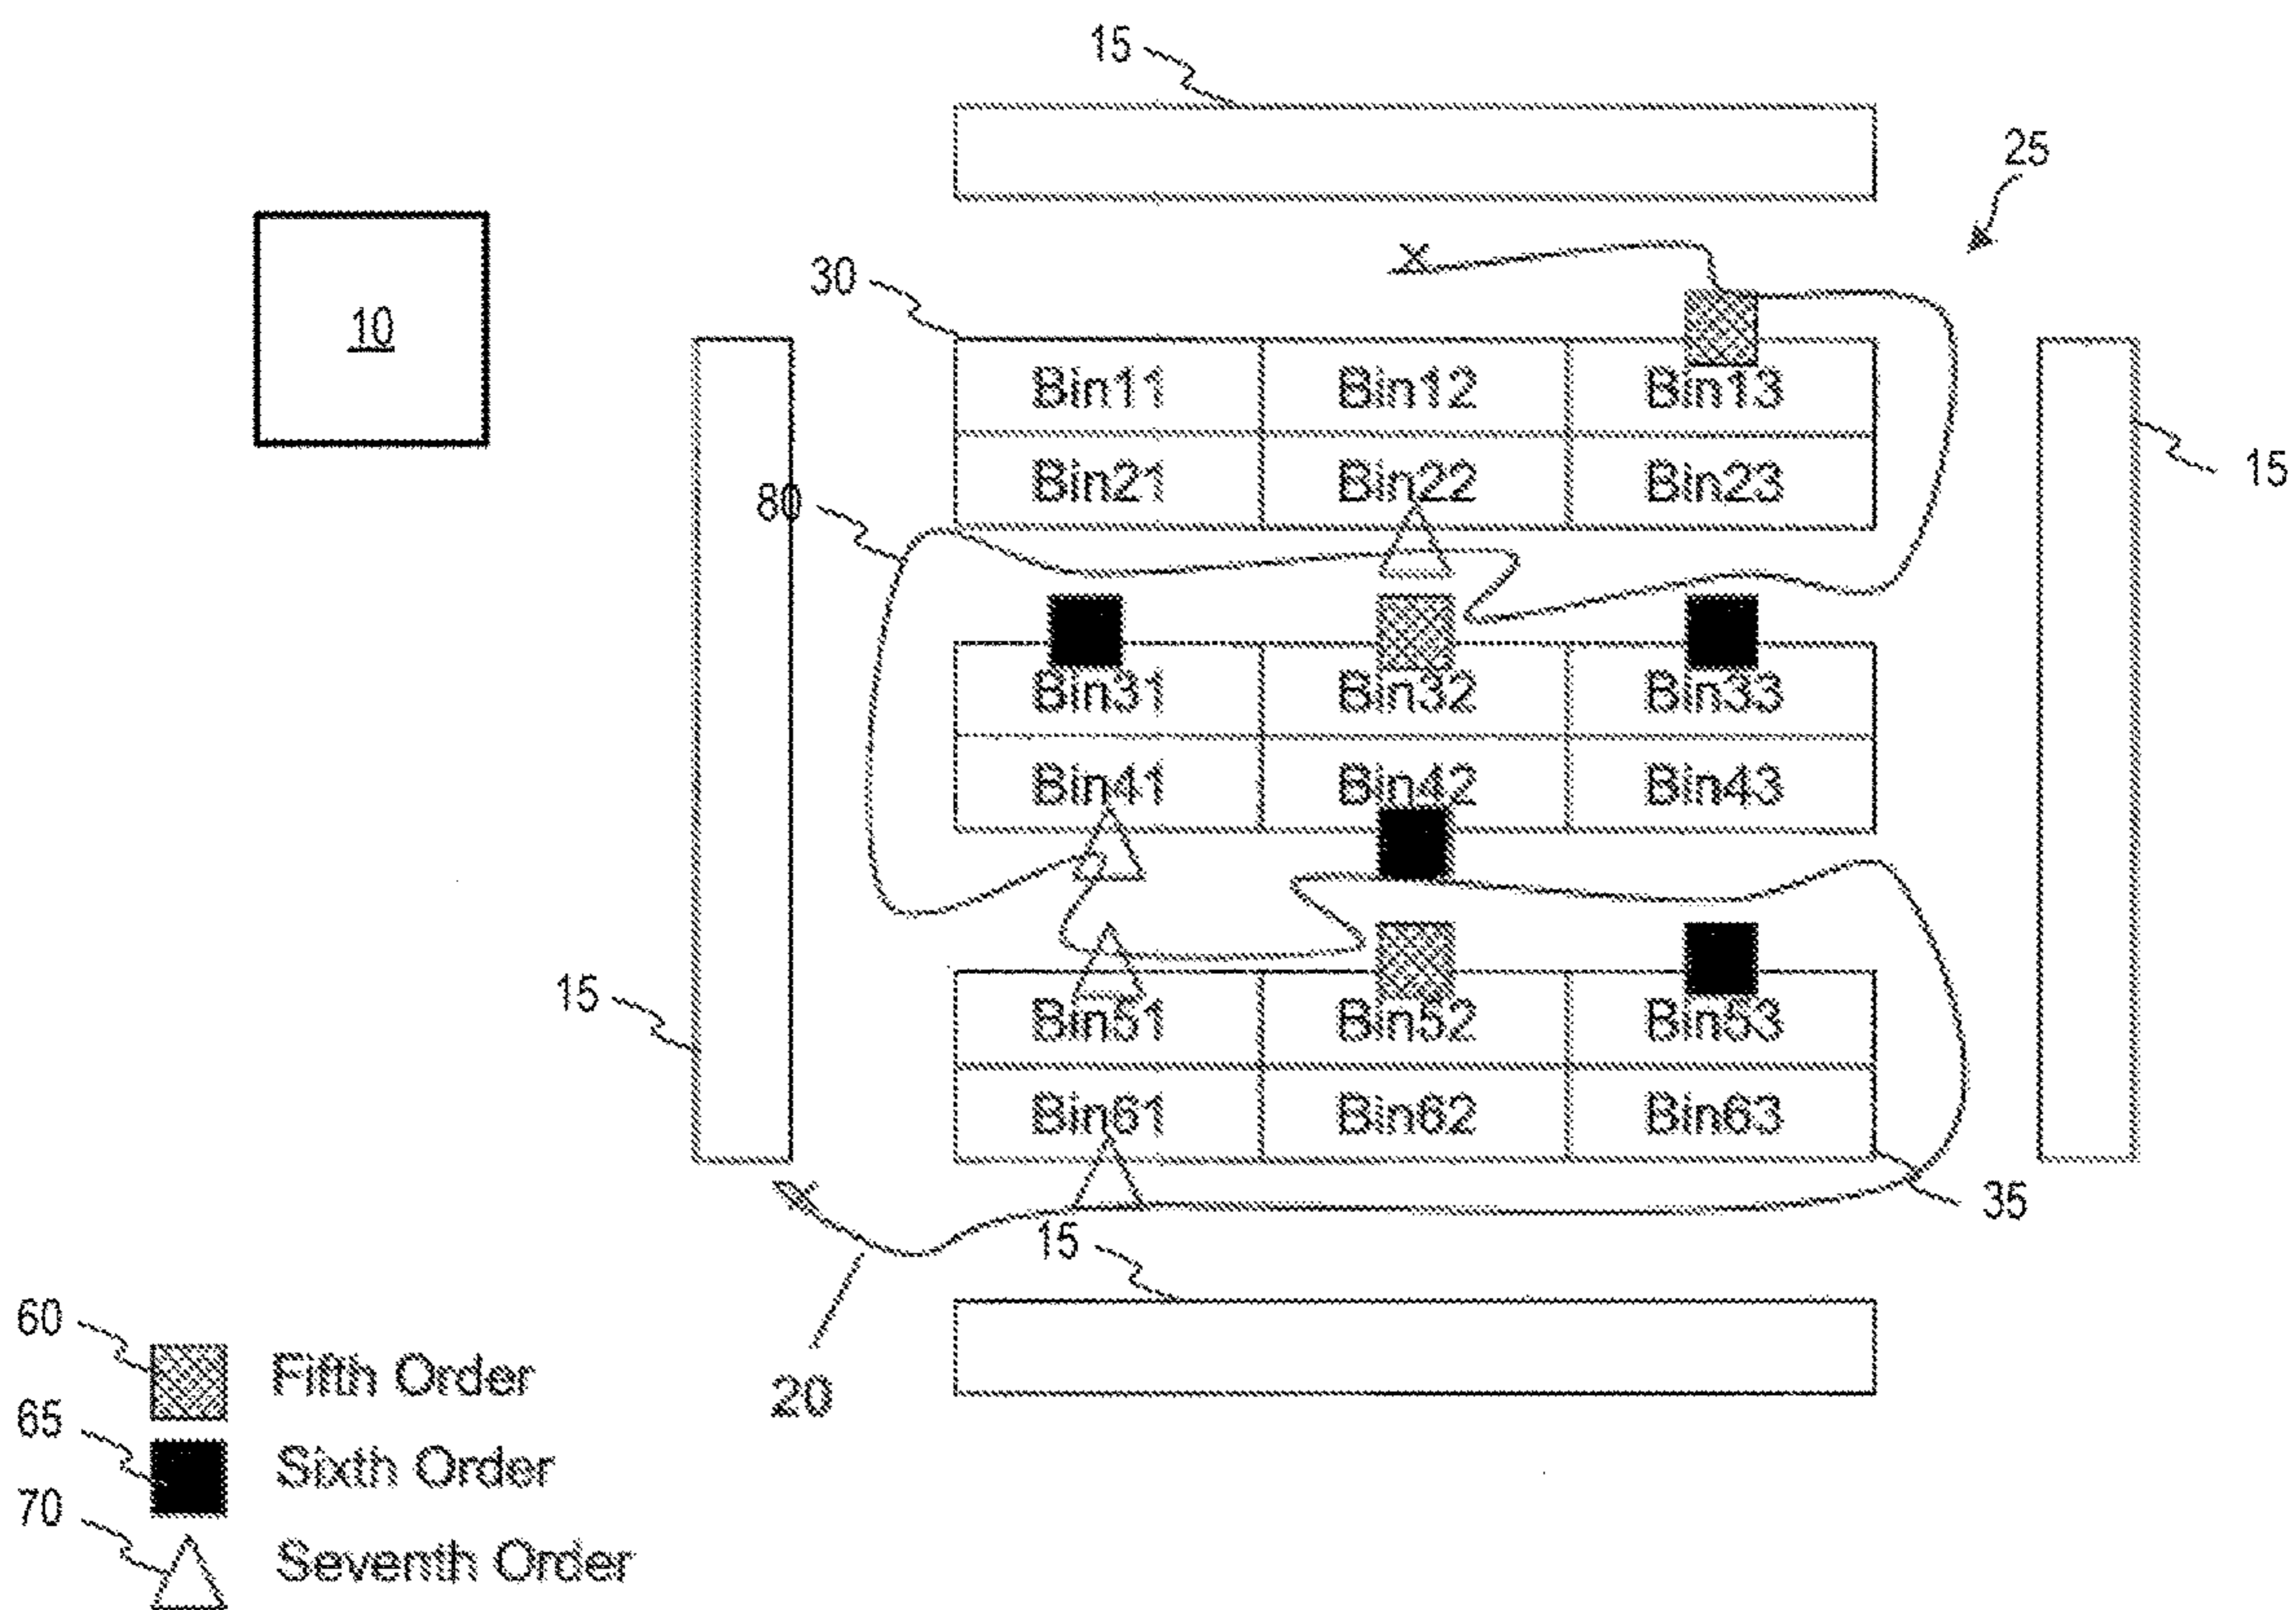 15
25
10
30
Bin11 Bin12 Bin13
15
Bin21 Bin22 Bin23
80
Bin31 Bin32 Bin33
Bin41 Bin42 Bin43
15
Bin51 Bin52 Bin53
Bin61 Bin62 Bin63
35
15
60
Fifth Order
20
65
Sixth Order
70
Seventh Order